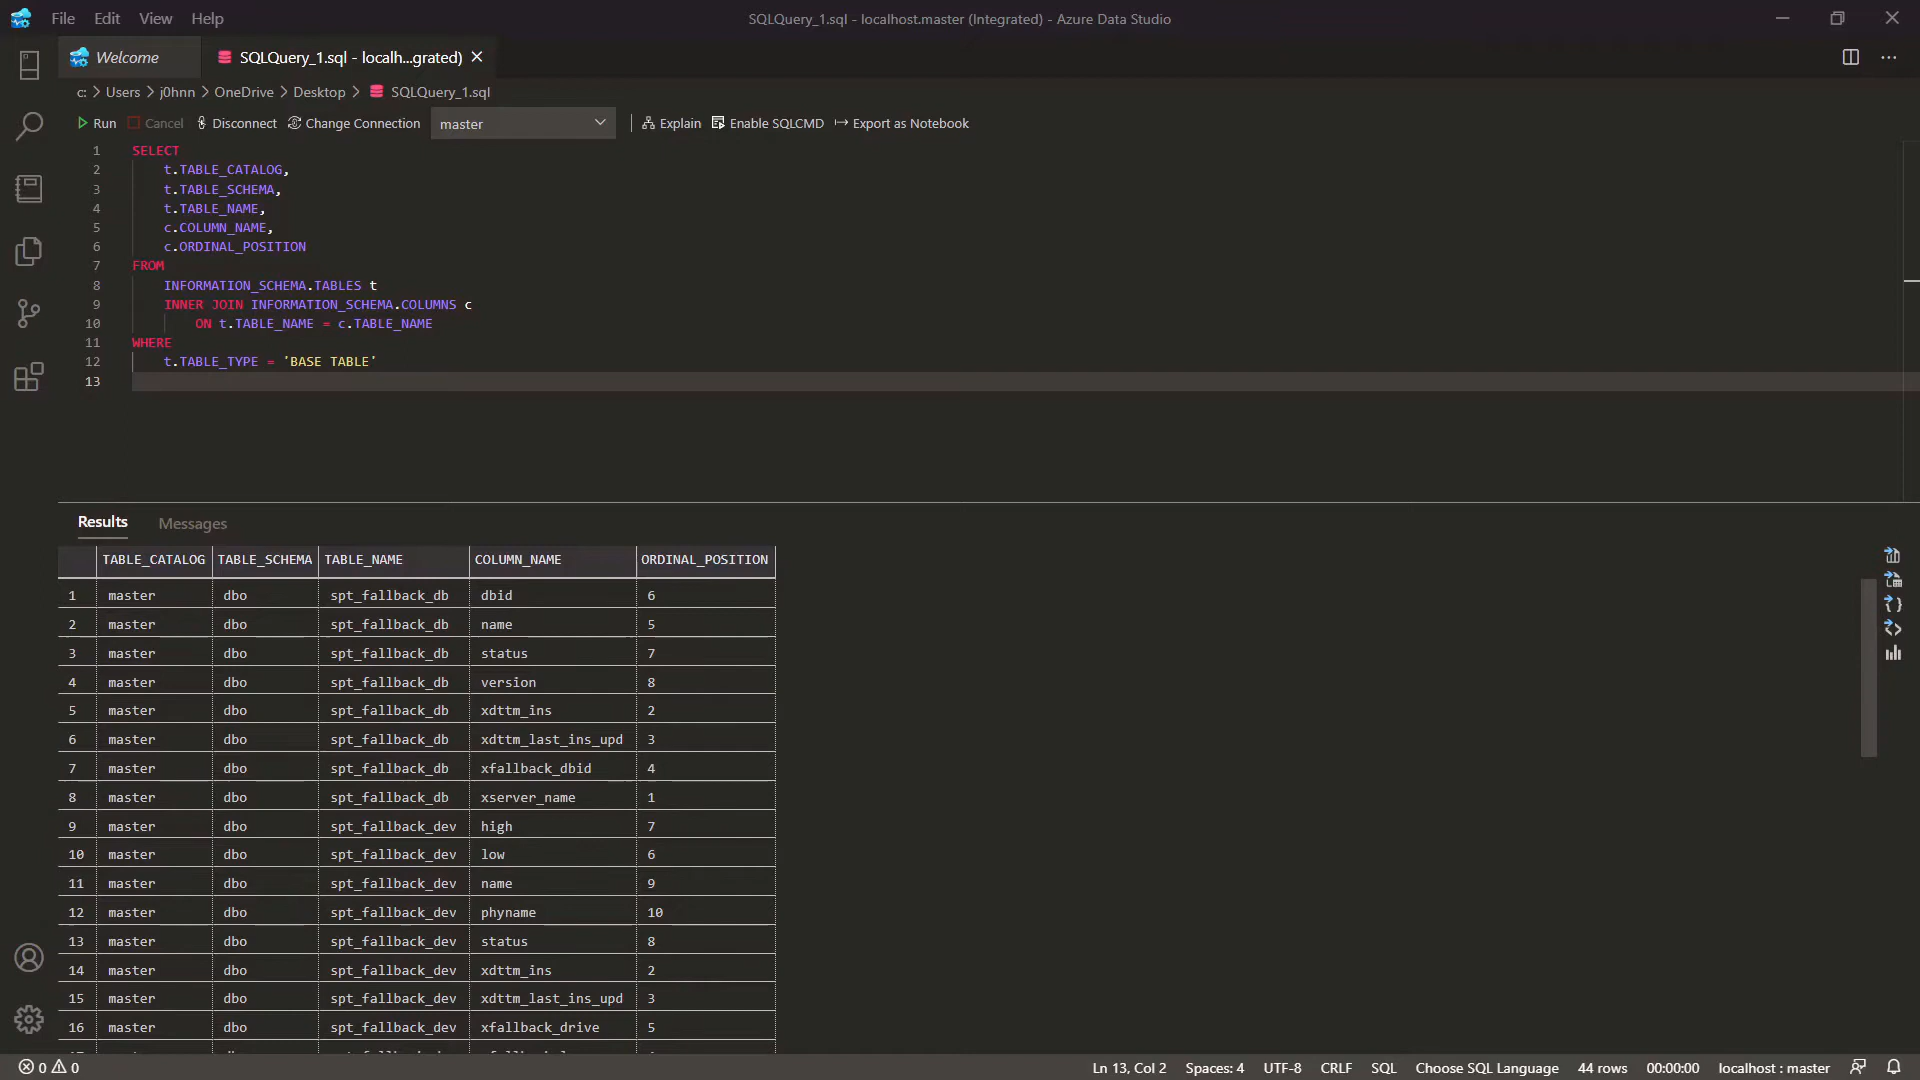 File Edit View Help
SQLQuery_1.sql - localhost.master (Integrated) - Azure Data Studio
Welcome
SQLQuery_1.sql - localh...grated)
c: > Users > j0hnn > OneDrive > Desktop > SQLQuery_1.sql
Run Cancel Disconnect Change Connection master Explain Enable SQLCMD Export as Notebook
1 SELECT
2 t.TABLE_CATALOG,
3 t.TABLE_SCHEMA,
4 t.TABLE_NAME,
5 c.COLUMN_NAME,
6 c.ORDINAL_POSITION
7 FROM
8 INFORMATION_SCHEMA.TABLES t
9 INNER JOIN INFORMATION_SCHEMA.COLUMNS c
10 ON t.TABLE_NAME = c.TABLE_NAME
11 WHERE
12 t.TABLE_TYPE = 'BASE TABLE'
13
Results Messages
TABLE_CATALOG TABLE_SCHEMA TABLE_NAME COLUMN_NAME ORDINAL_POSITION
1 master dbo spt_fallback_db dbid 6
2 master dbo spt_fallback_db name 5
3 master dbo spt_fallback_db status 7
4 master dbo spt_fallback_db version 8
5 master dbo spt_fallback_db xdttm_ins 2
6 master dbo spt_fallback_db xdttm_last_ins_upd 3
7 master dbo spt_fallback_db xfallback_dbid 4
8 master dbo spt_fallback_db xserver_name 1
9 master dbo spt_fallback_dev high 7
10 master dbo spt_fallback_dev low 6
11 master dbo spt_fallback_dev name 9
12 master dbo spt_fallback_dev phyname 10
13 master dbo spt_fallback_dev status 8
14 master dbo spt_fallback_dev xdttm_ins 2
15 master dbo spt_fallback_dev xdttm_last_ins_upd 3
16 master dbo spt_fallback_dev xfallback_drive 5
0 0 Ln 13, Col 2 Spaces: 4 UTF-8 CRLF SQL Choose SQL Language 44 rows 00:00:00 localhost : master